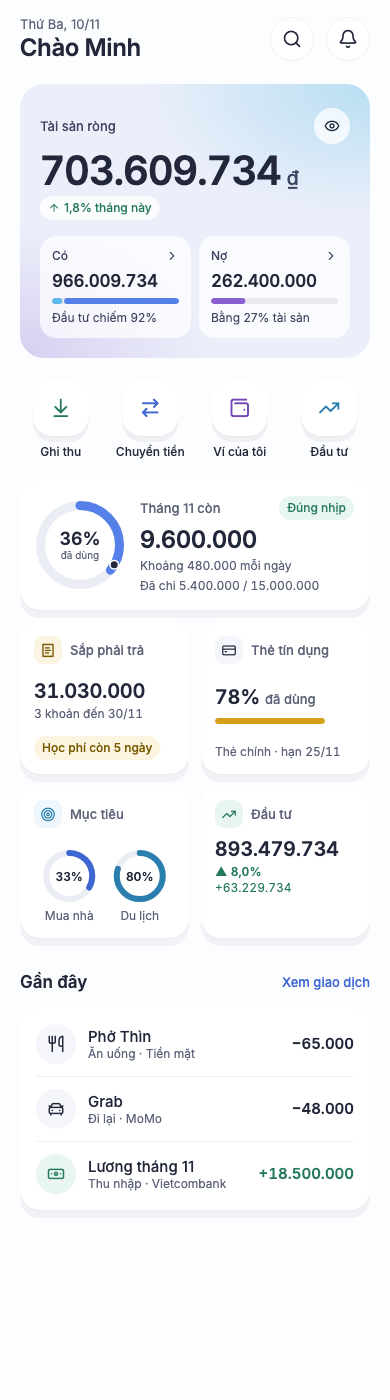 Thứ Ba, 10/11
Chào Minh
Tài sản ròng
703.609.734 ₫
↑ 1,8% tháng này
Có
966.009.734
Đầu tư chiếm 92%
Nợ
262.400.000
Bằng 27% tài sản
Ghi thu
Chuyển tiền
Ví của tôi
Đầu tư
36%
đã dùng
Tháng 11 còn
Đúng nhịp
9.600.000
Khoảng 480.000 mỗi ngày
Đã chi 5.400.000 / 15.000.000
Sắp phải trả
31.030.000
3 khoản đến 30/11
Học phí còn 5 ngày
Thẻ tín dụng
78% đã dùng
Thẻ chính · hạn 25/11
Mục tiêu
33%
Mua nhà
80%
Du lịch
Đầu tư
893.479.734
▲ 8,0%
+63.229.734
Gần đây
Xem giao dịch
Phở Thìn
Ăn uống · Tiền mặt
−65.000
Grab
Đi lại · MoMo
−48.000
Lương tháng 11
Thu nhập · Vietcombank
+18.500.000